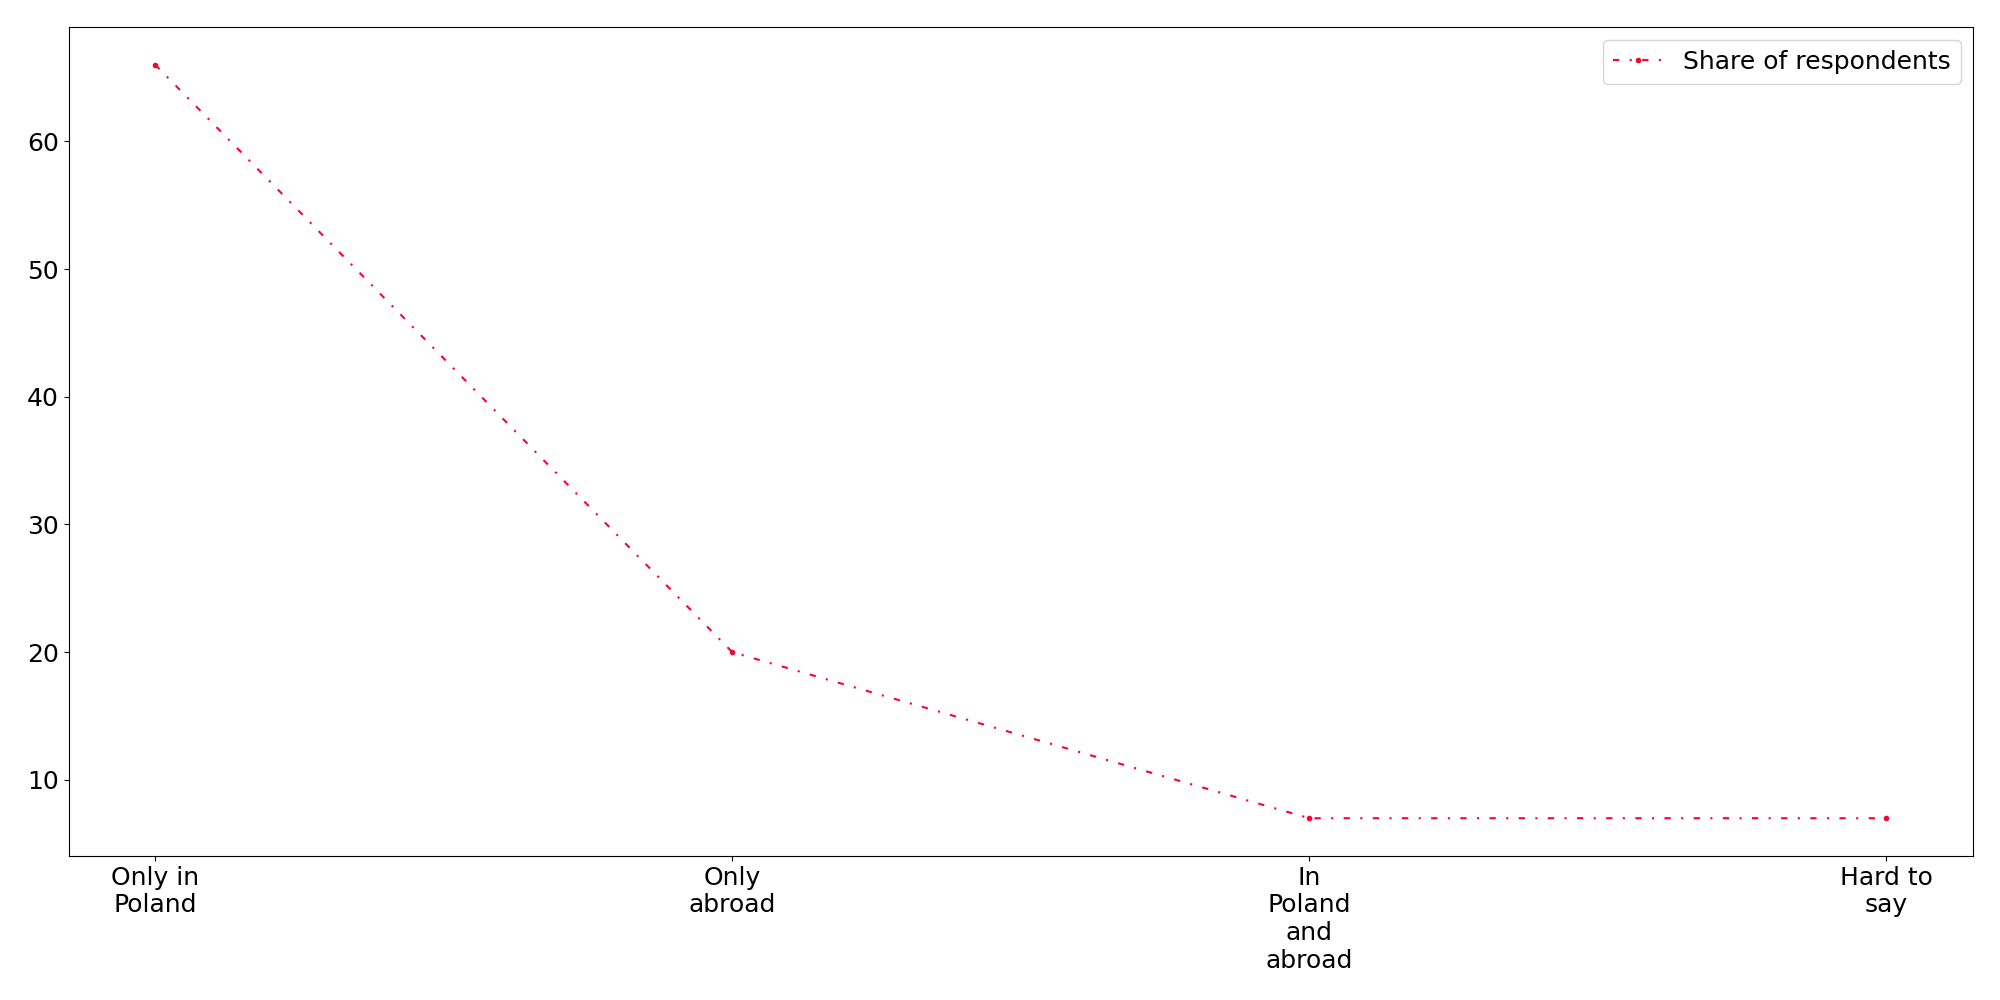 Share of respondents
60
50
40
30
20
10
Only in
Poland
Only
abroad
In
Poland
and
abroad
Hard to
say